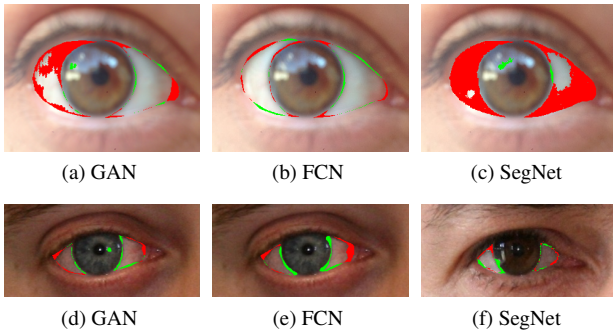 (a) GAN
(b) FCN
(c) SegNet
(d) GAN
(e) FCN
(f) SegNet